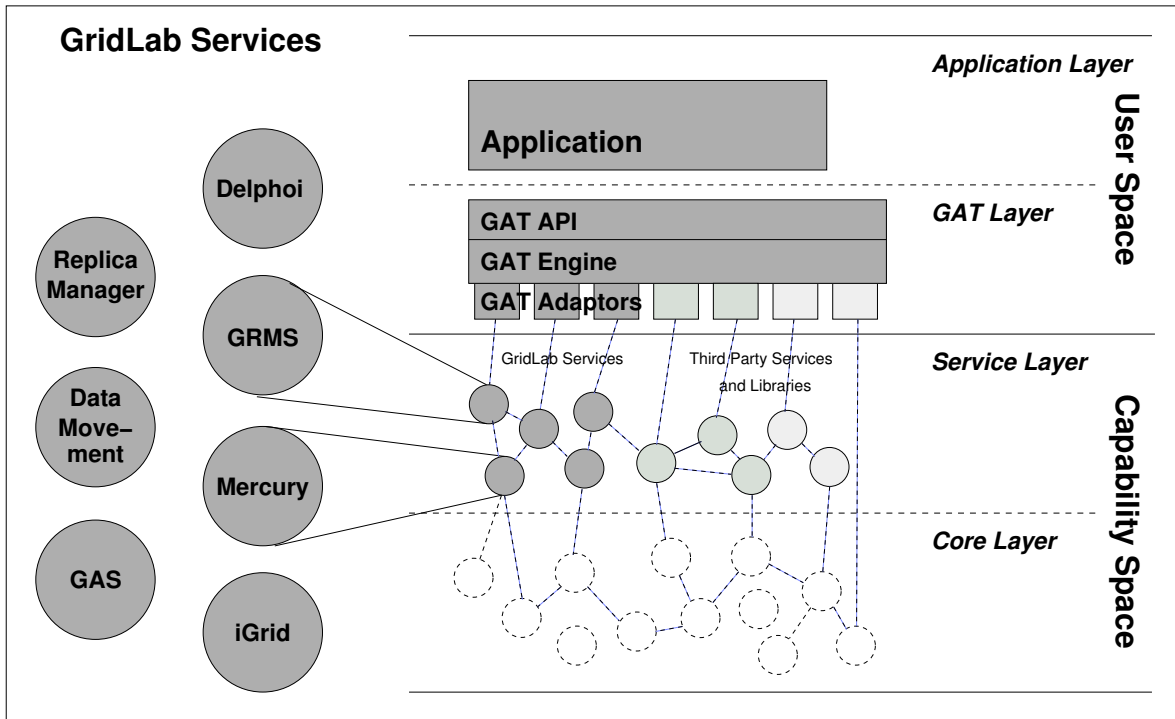 GridLab Services
Delphoi
Replica
Manager
GRMS
Data
Move–
ment
Mercury
GAS
iGrid
Application Layer
Application
User Space
GAT Layer
GAT API
GAT Engine
GAT Adaptors
Service Layer
GridLab Services
Third Party Services
and Libraries
Capability Space
Core Layer